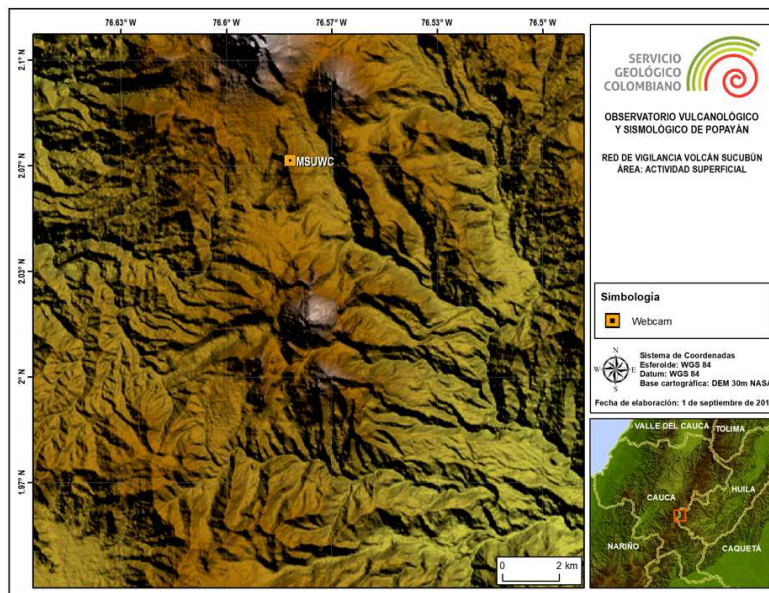 76.63° W
76.6° W
76.57° W
76.53° W
76.5° W
2.1° N
2.07° N
2.03° N
2° N
1.97° N
MSUWC
0 2 km
SERVICIO
GEOLÓGICO
COLOMBIANO
OBSERVATORIO VULCANOLÓGICO
Y SISMOLÓGICO DE POPAYÁN
RED DE VIGILANCIA VOLCÁN SUCUBÚN
ÁREA: ACTIVIDAD SUPERFICIAL
Simbología
Webcam
N
W E
S
Sistema de Coordenadas
Esferoide: WGS 84
Datum: WGS 84
Base cartográfica: DEM 30m NASA
Fecha de elaboración: 1 de septiembre de 201
VALLE DEL CAUCA
TOLIMA
CAUCA
HUILA
NARIÑO
CAQUETÁ